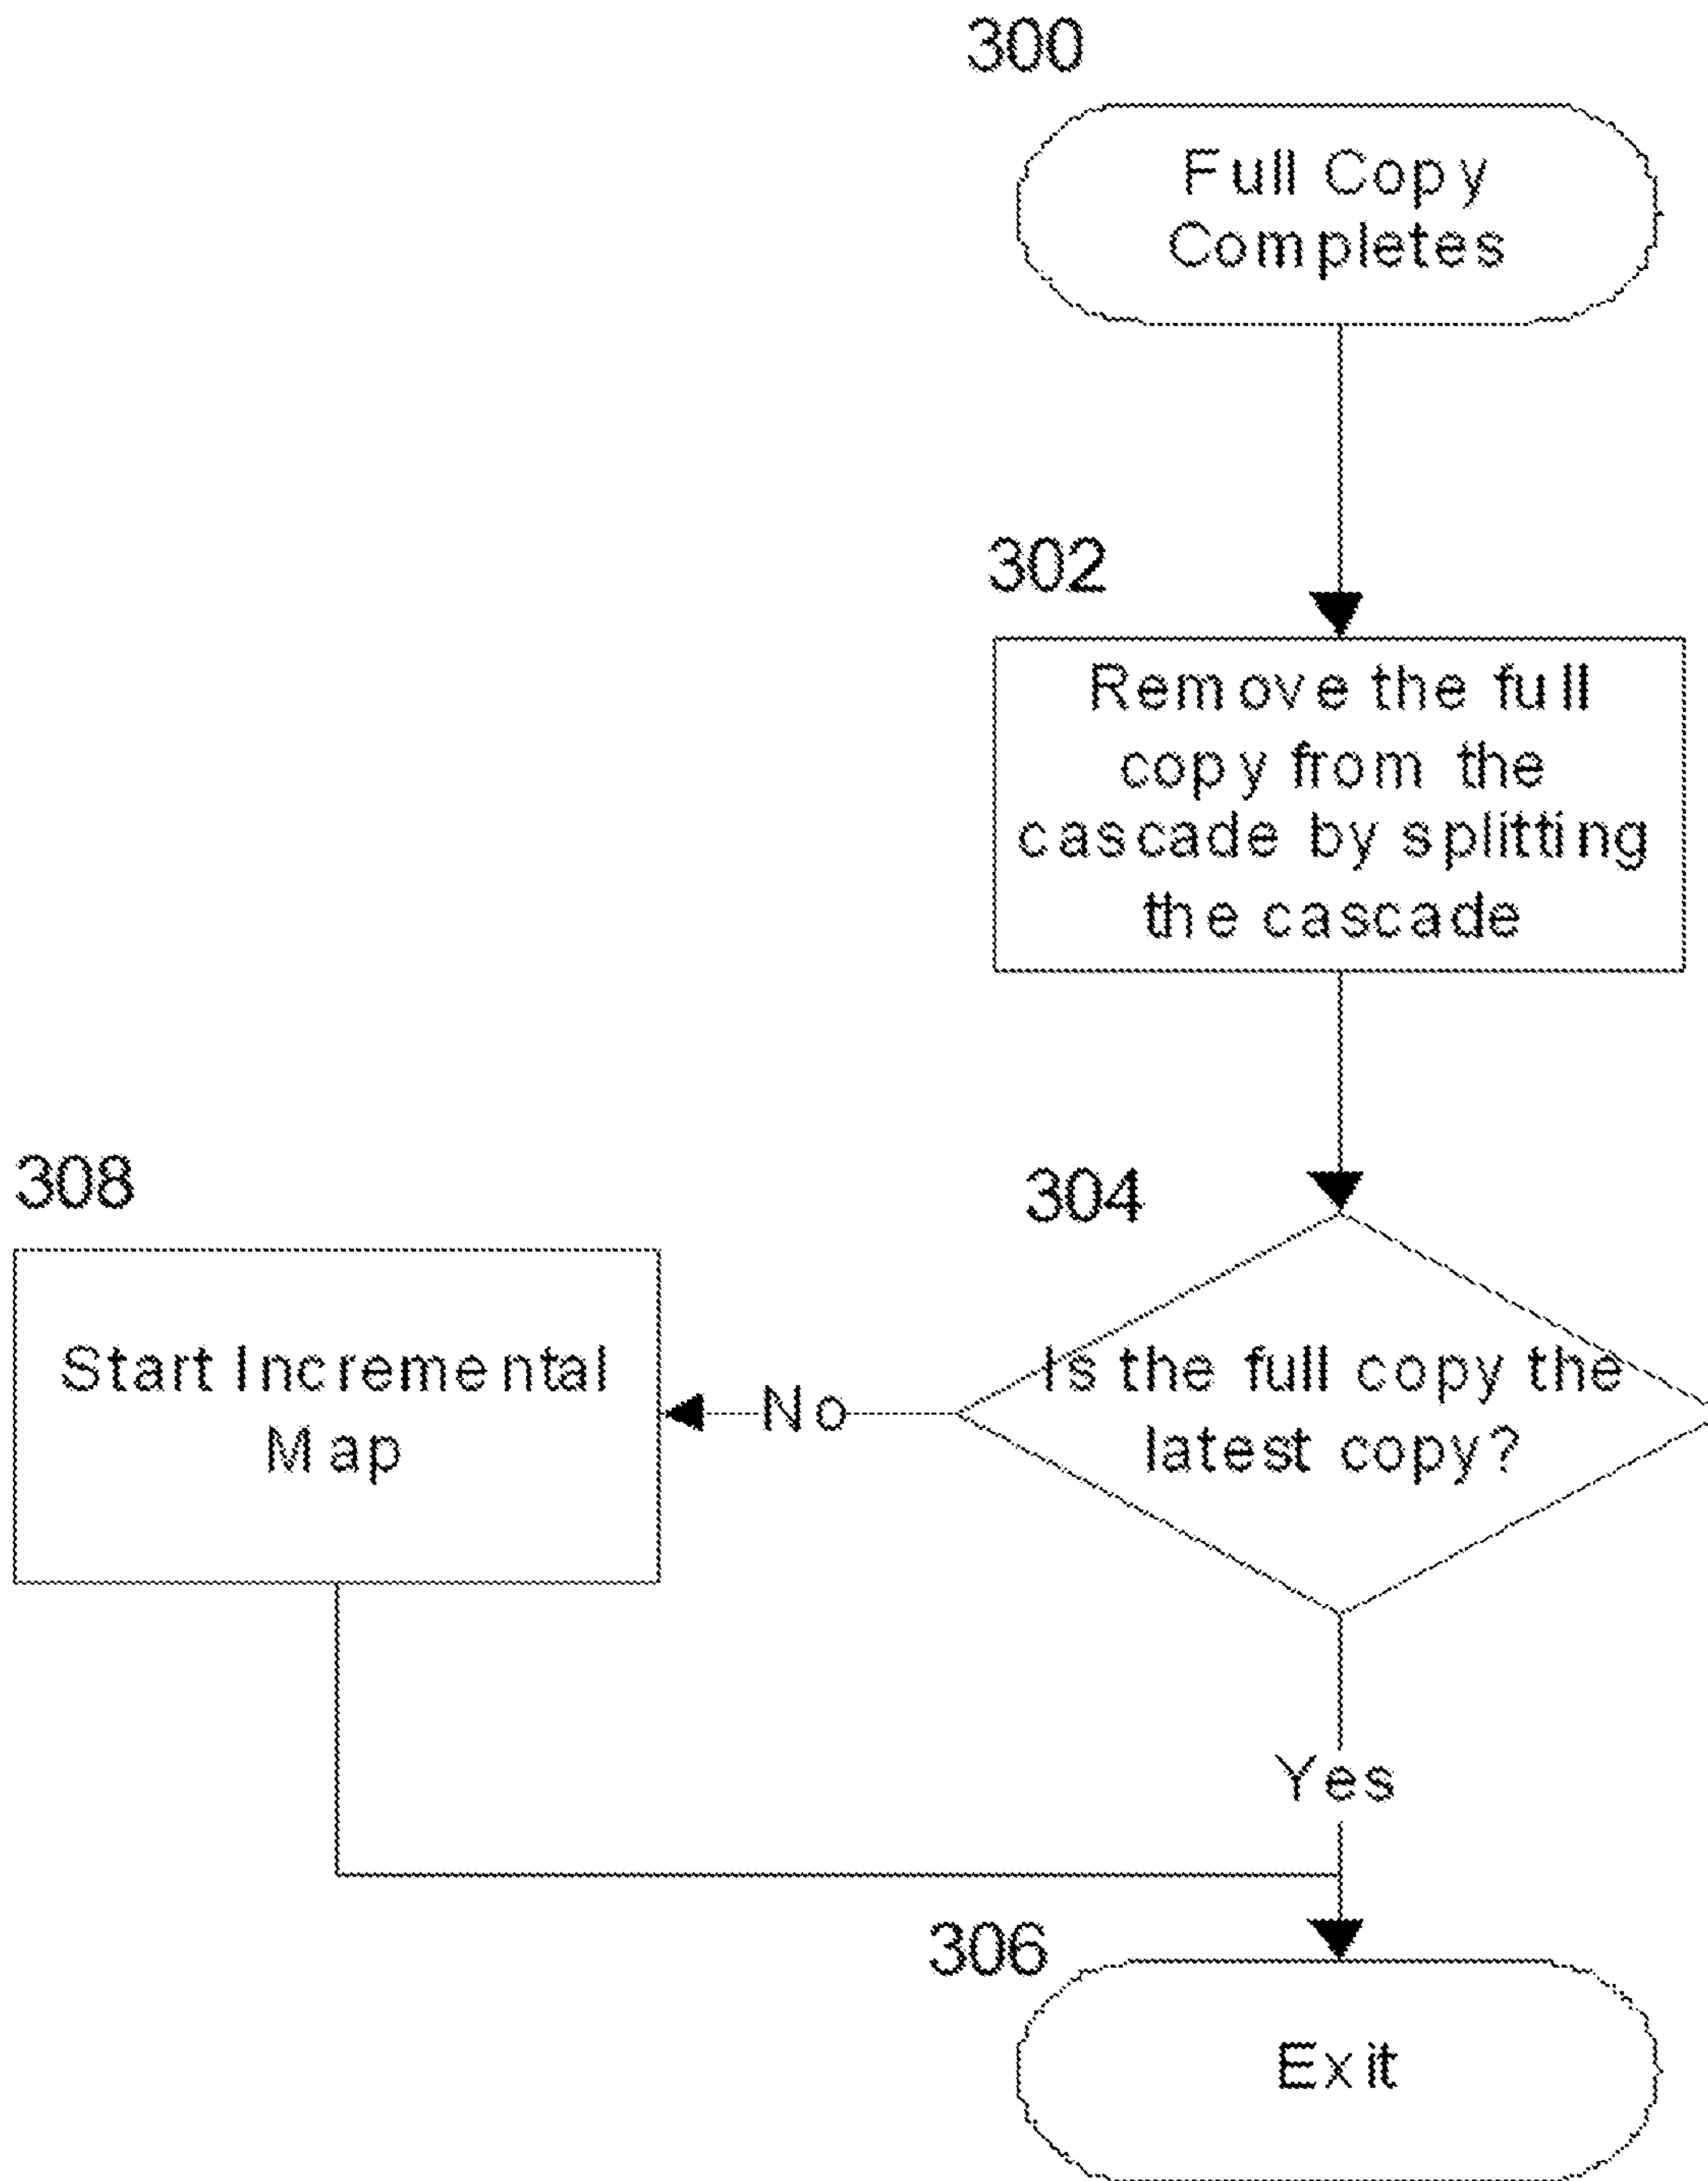 300
Full Copy
Completes
302
Remove the full
copy from the
cascade by splitting
the cascade
304
Is the full copy the
latest copy?
No
308
Start Incremental
Map
Yes
306
Exit